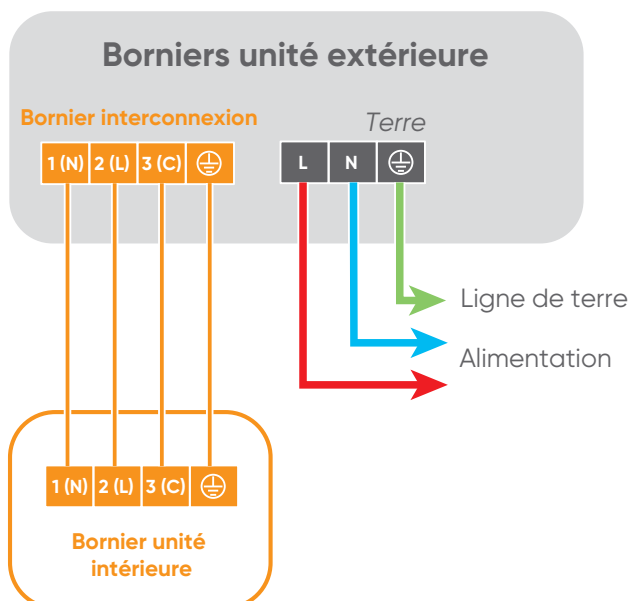 Borniers unité extérieure
Bornier interconnexion
Terre
1 (N) 2 (L) 3 (C)
L N
Ligne de terre
Alimentation
1 (N) 2 (L) 3 (C)
Bornier unité
intérieure